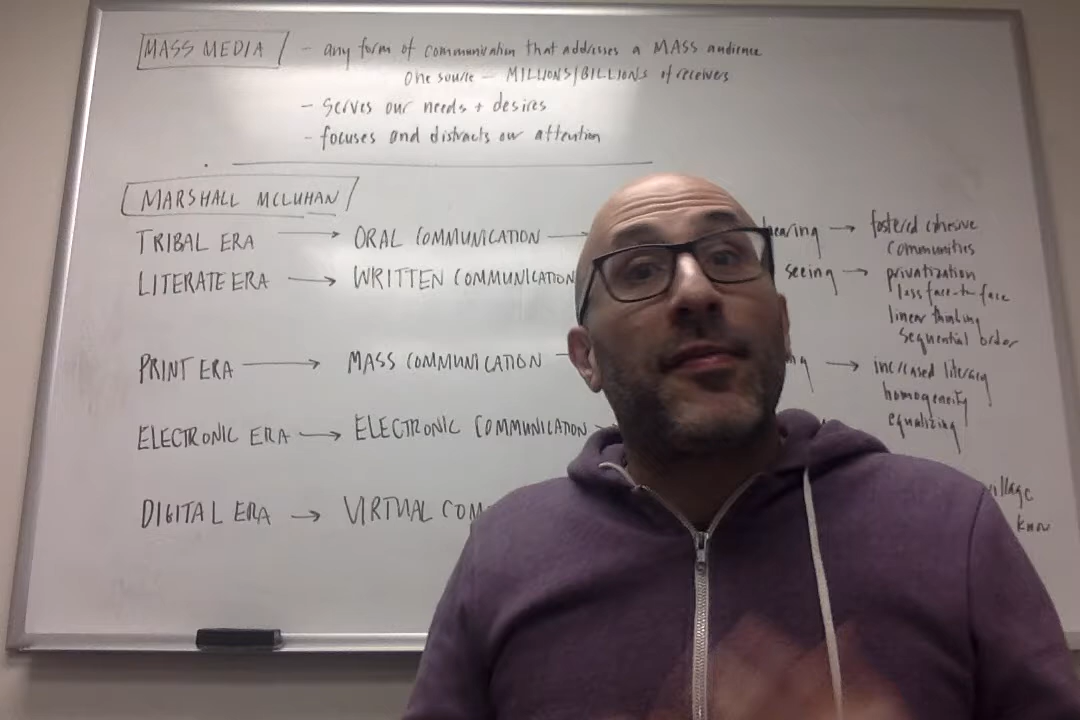 MASS MEDIA - any form of communication that addresses a MASS audience
One source - MILLIONS/BILLIONS of receivers
- serves our needs + desires
- focuses and distracts our attention
MARSHALL MCLUHAN
TRIBAL ERA → ORAL COMMUNICATION → hearing → fostered cohesive
communities
LITERATE ERA → WRITTEN COMMUNICATION seeing → privatization
less face-to-face
linear thinking
sequential order
PRINT ERA → MASS COMMUNICATION → increased literacy
homogeneity
equalizing
ELECTRONIC ERA → ELECTRONIC COMMUNICATION →
village
know
DIGITAL ERA → VIRTUAL COM